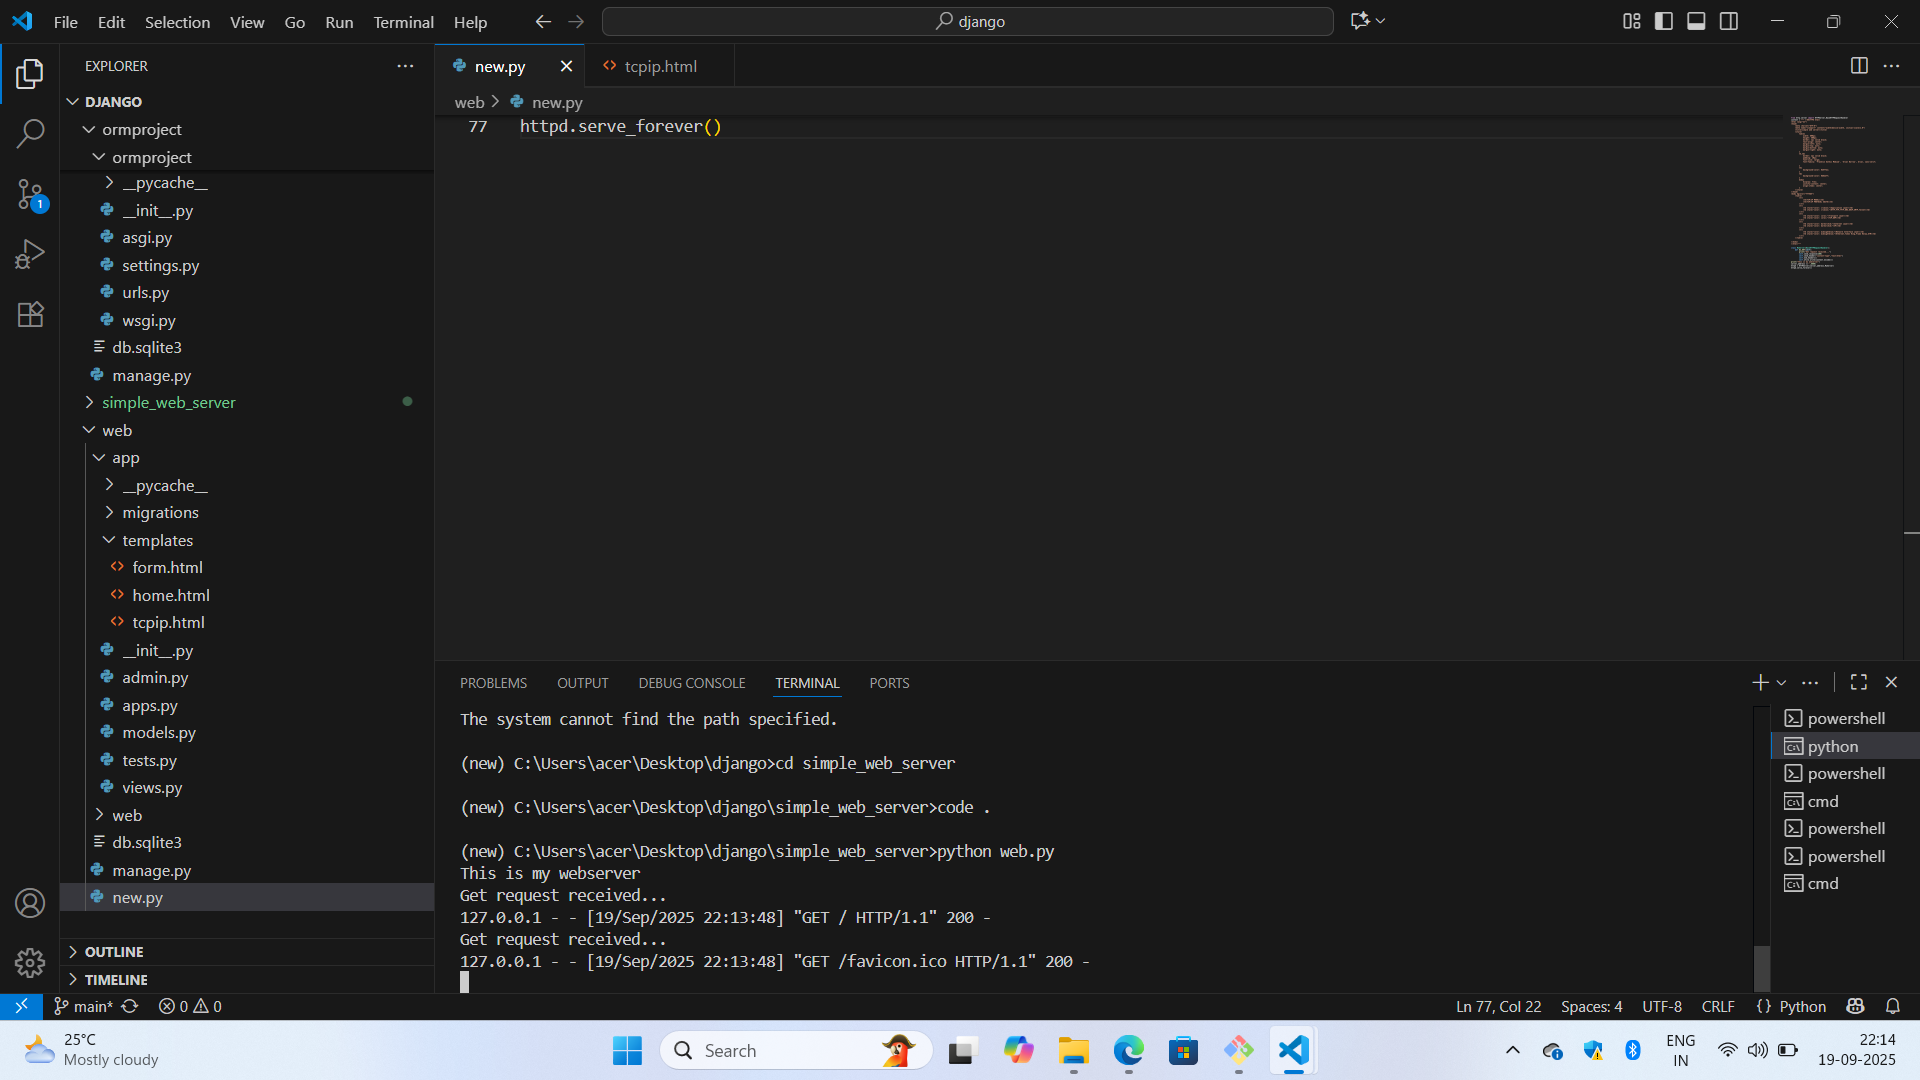 File Edit Selection View Go Run Terminal Help
django
EXPLORER
DJANGO
ormproject
ormproject
__pycache__
__init__.py
asgi.py
settings.py
urls.py
wsgi.py
db.sqlite3
manage.py
simple_web_server
web
app
__pycache__
migrations
templates
form.html
home.html
tcpip.html
__init__.py
admin.py
apps.py
models.py
tests.py
views.py
web
db.sqlite3
manage.py
new.py
OUTLINE
TIMELINE
1
new.py
tcpip.html
web > new.py
77 httpd.serve_forever()
PROBLEMS OUTPUT DEBUG CONSOLE TERMINAL PORTS
The system cannot find the path specified.
(new) C:\Users\acer\Desktop\django>cd simple_web_server
(new) C:\Users\acer\Desktop\django\simple_web_server>code .
(new) C:\Users\acer\Desktop\django\simple_web_server>python web.py
This is my webserver
Get request received...
127.0.0.1 - - [19/Sep/2025 22:13:48] "GET / HTTP/1.1" 200 -
Get request received...
127.0.0.1 - - [19/Sep/2025 22:13:48] "GET /favicon.ico HTTP/1.1" 200 -
powershell
python
powershell
cmd
powershell
powershell
cmd
main* 0 0
Ln 77, Col 22 Spaces: 4 UTF-8 CRLF {} Python
25°C
Mostly cloudy
Search
ENG
IN
22:14
19-09-2025